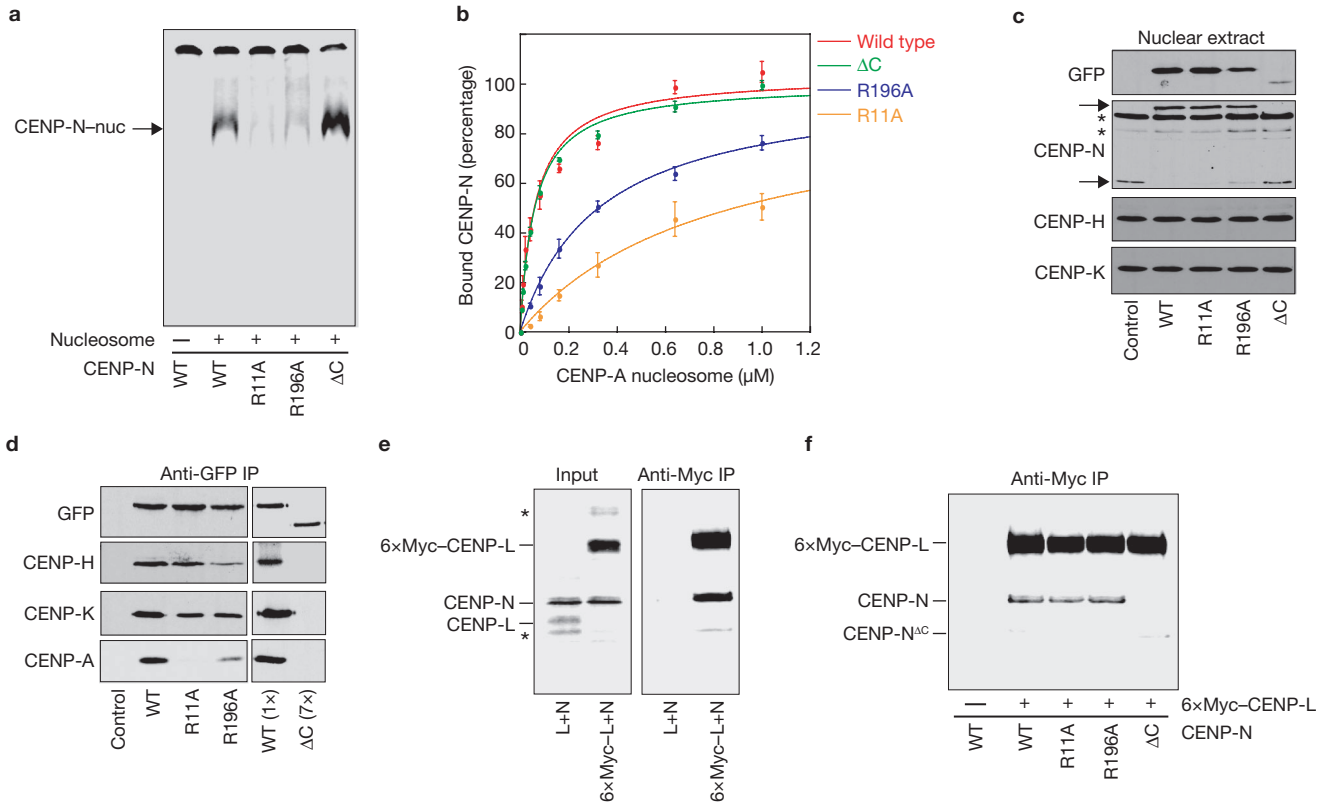 a
CENP-N–nuc
Nucleosome – + + + +
CENP-N WT WT R11A R196A ΔC
b
Bound CENP-N (percentage)
100
80
60
40
20
0
0 0.2 0.4 0.6 0.8 1.0 1.2
CENP-A nucleosome (μM)
Wild type
ΔC
R196A
R11A
c
Nuclear extract
GFP
*
*
CENP-N
CENP-H
CENP-K
Control WT R11A R196A ΔC
d
Anti-GFP IP
GFP
CENP-H
CENP-K
CENP-A
Control WT R11A R196A WT (1×) ΔC (7×)
e
Input Anti-Myc IP
*
6×Myc–CENP-L
CENP-N
CENP-L
*
L+N 6×Myc–L+N L+N 6×Myc–L+N
f
Anti-Myc IP
6×Myc–CENP-L
CENP-N
CENP-NΔC
– + + + + 6×Myc–CENP-L
WT WT R11A R196A ΔC CENP-N